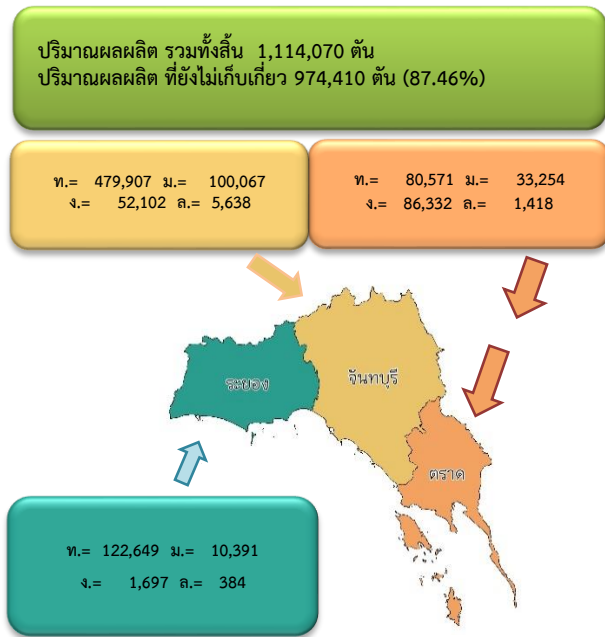 ปริมาณผลผลิต รวมทั้งสิ้น 1,114,070 ตัน
ปริมาณผลผลิต ที่ยังไม่เก็บเกี่ยว 974,410 ตัน (87.46%)
ท.= 479,907 ม.= 100,067
ง.= 52,102 ล.= 5,638
ท.= 80,571 ม.= 33,254
ง.= 86,332 ล.= 1,418
ระยอง
จันทบุรี
ตราด
ท.= 122,649 ม.= 10,391
ง.= 1,697 ล.= 384